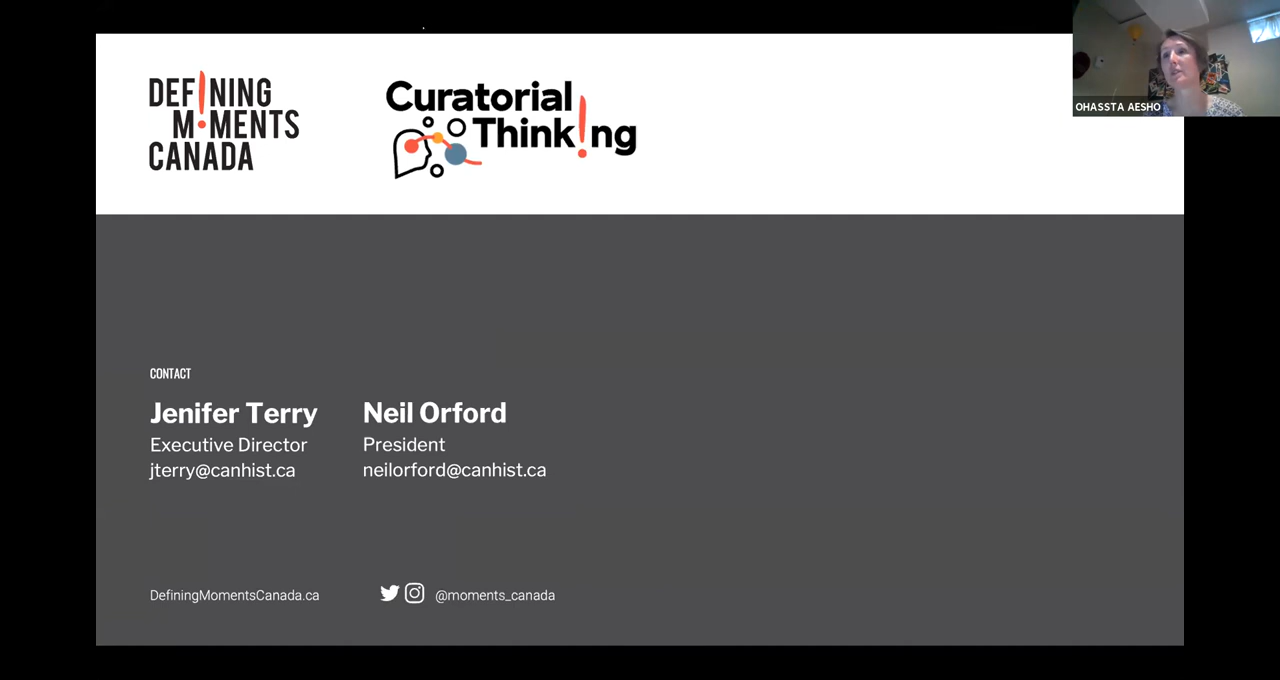 DEF!NING
M•MENTS
CANADA
Curatorial
Think!ng
OHASSTA AESHO
CONTACT
Jenifer Terry
Executive Director
jterry@canhist.ca
Neil Orford
President
neilorford@canhist.ca
DefiningMomentsCanada.ca
@moments_canada